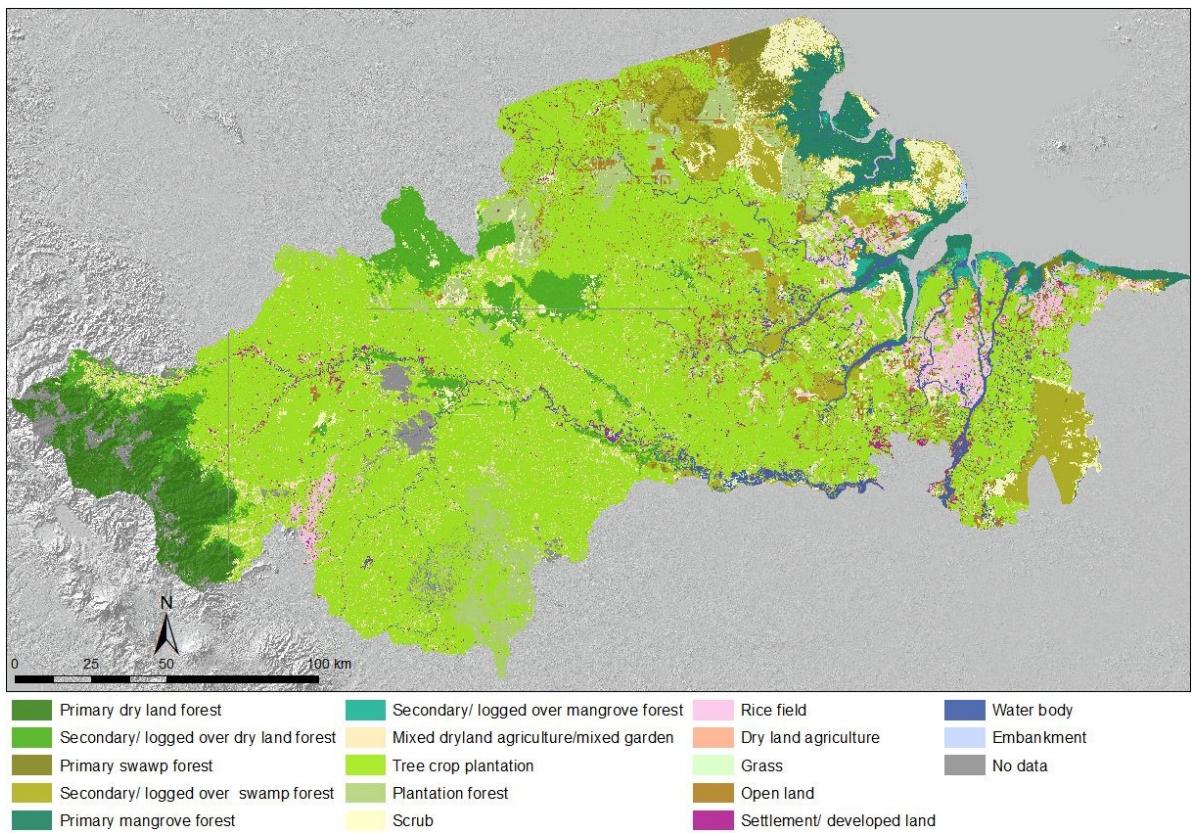 N
0 25 50 100 km
Primary dry land forest
Secondary/ logged over dry land forest
Primary swawp forest
Secondary/ logged over swamp forest
Primary mangrove forest
Secondary/ logged over mangrove forest
Mixed dryland agriculture/mixed garden
Tree crop plantation
Plantation forest
Scrub
Rice field
Dry land agriculture
Grass
Open land
Settlement/ developed land
Water body
Embankment
No data